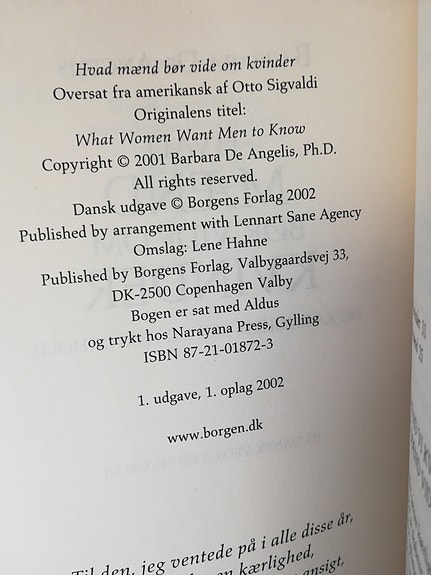 Hvad mænd bør vide om kvinder
Oversat fra amerikansk af Otto Sigvaldi
Originalens titel:
What Women Want Men to Know
Copyright © 2001 Barbara De Angelis, Ph.D.
All rights reserved.
Dansk udgave © Borgens Forlag 2002
Published by arrangement with Lennart Sane Agency
Omslag: Lene Hahne
Published by Borgens Forlag, Valbygaardsvej 33,
DK-2500 Copenhagen Valby
Bogen er sat med Aldus
og trykt hos Narayana Press, Gylling
ISBN 87-21-01872-3
1. udgave, 1. oplag 2002
www.borgen.dk
Til den, jeg ventede på i alle disse år,
kærlighed,
ansigt,